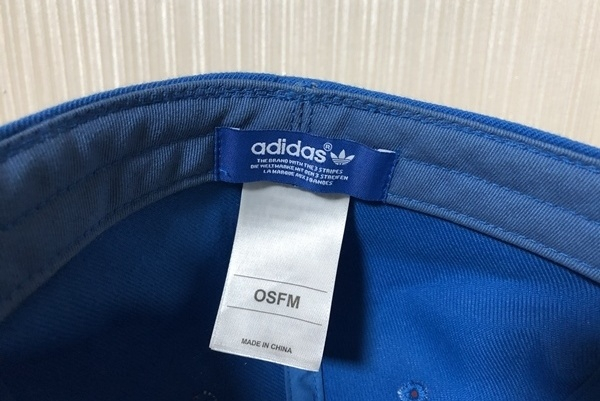 adidas®
THE BRAND WITH THE 3 STRIPES
DIE WELTMARKE MIT DEN 3 STREIFEN
LA MARQUE AUX 3 BANDES
OSFM
MADE IN CHINA